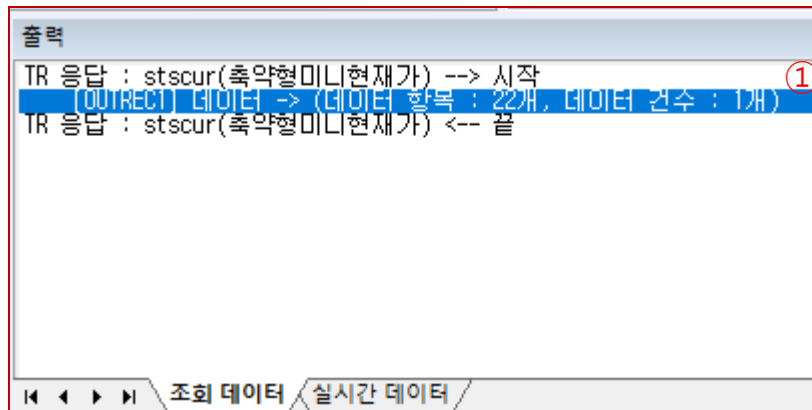 출력
TR 응답 : stscur(축약형미니현재가) --> 시작
①
[OUTREC1] 데이터 -> (데이터 항목 : 22개, 데이터 건수 : 1개)
TR 응답 : stscur(축약형미니현재가) <-- 끝
조회 데이터 실시간 데이터